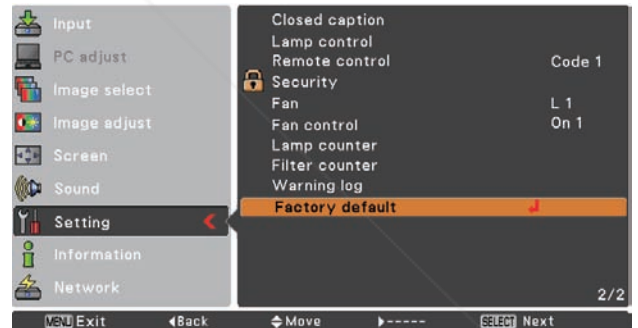 Input
PC adjust
Image select
Image adjust
Screen
Sound
Setting
Information
Network
Closed caption
Lamp control
Remote control Code 1
Security
Fan L 1
Fan control On 1
Lamp counter
Filter counter
Warning log
Factory default
2/2
MENU Exit Back Move ----- SELECT Next